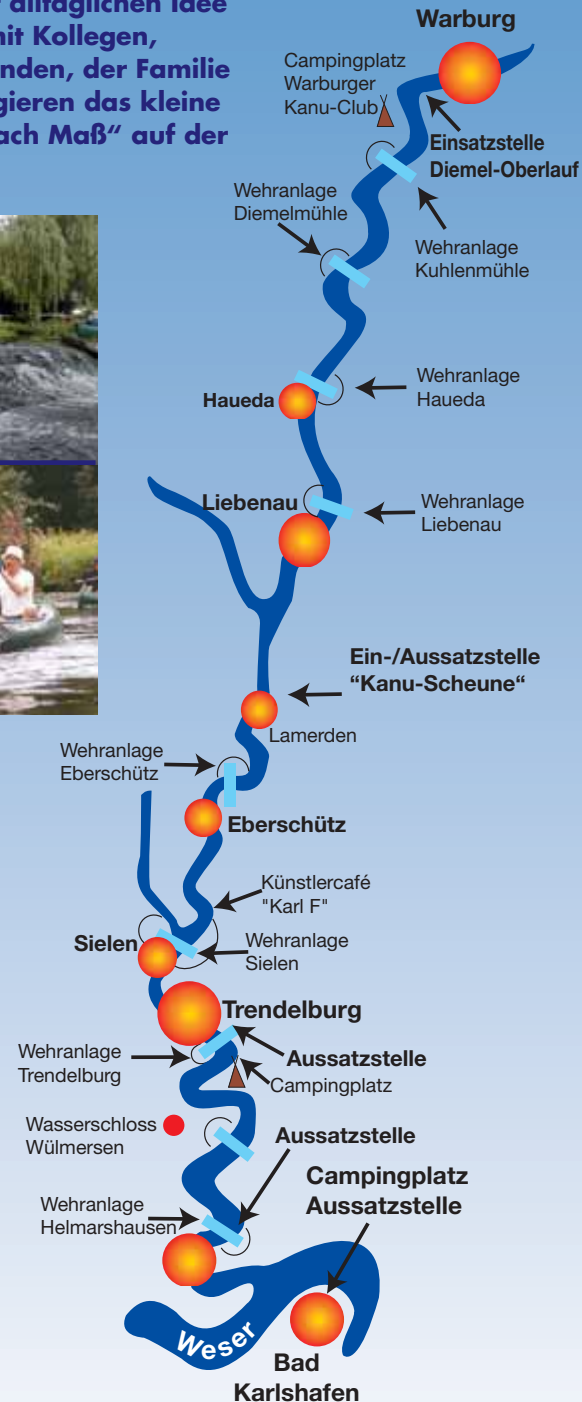 alltäglichen Idee
mit Kollegen,
nden, der Familie
gieren das kleine
ach Maß“ auf der
Warburg
Campingplatz
Warburger
Kanu-Club
Einsatzstelle
Diemel-Oberlauf
Wehranlage
Diemelmühle
Wehranlage
Kuhlenmühle
Wehranlage
Haueda
Haueda
Liebenau
Wehranlage
Liebenau
Ein-/Aussatzstelle
“Kanu-Scheune“
Lamerden
Wehranlage
Eberschütz
Eberschütz
Künstlercafé
"Karl F"
Sielen
Wehranlage
Sielen
Trendelburg
Wehranlage
Trendelburg
Aussatzstelle
Campingplatz
Wasserschloss
Wülmersen
Aussatzstelle
Campingplatz
Aussatzstelle
Wehranlage
Helmarshausen
Weser
Bad
Karlshafen